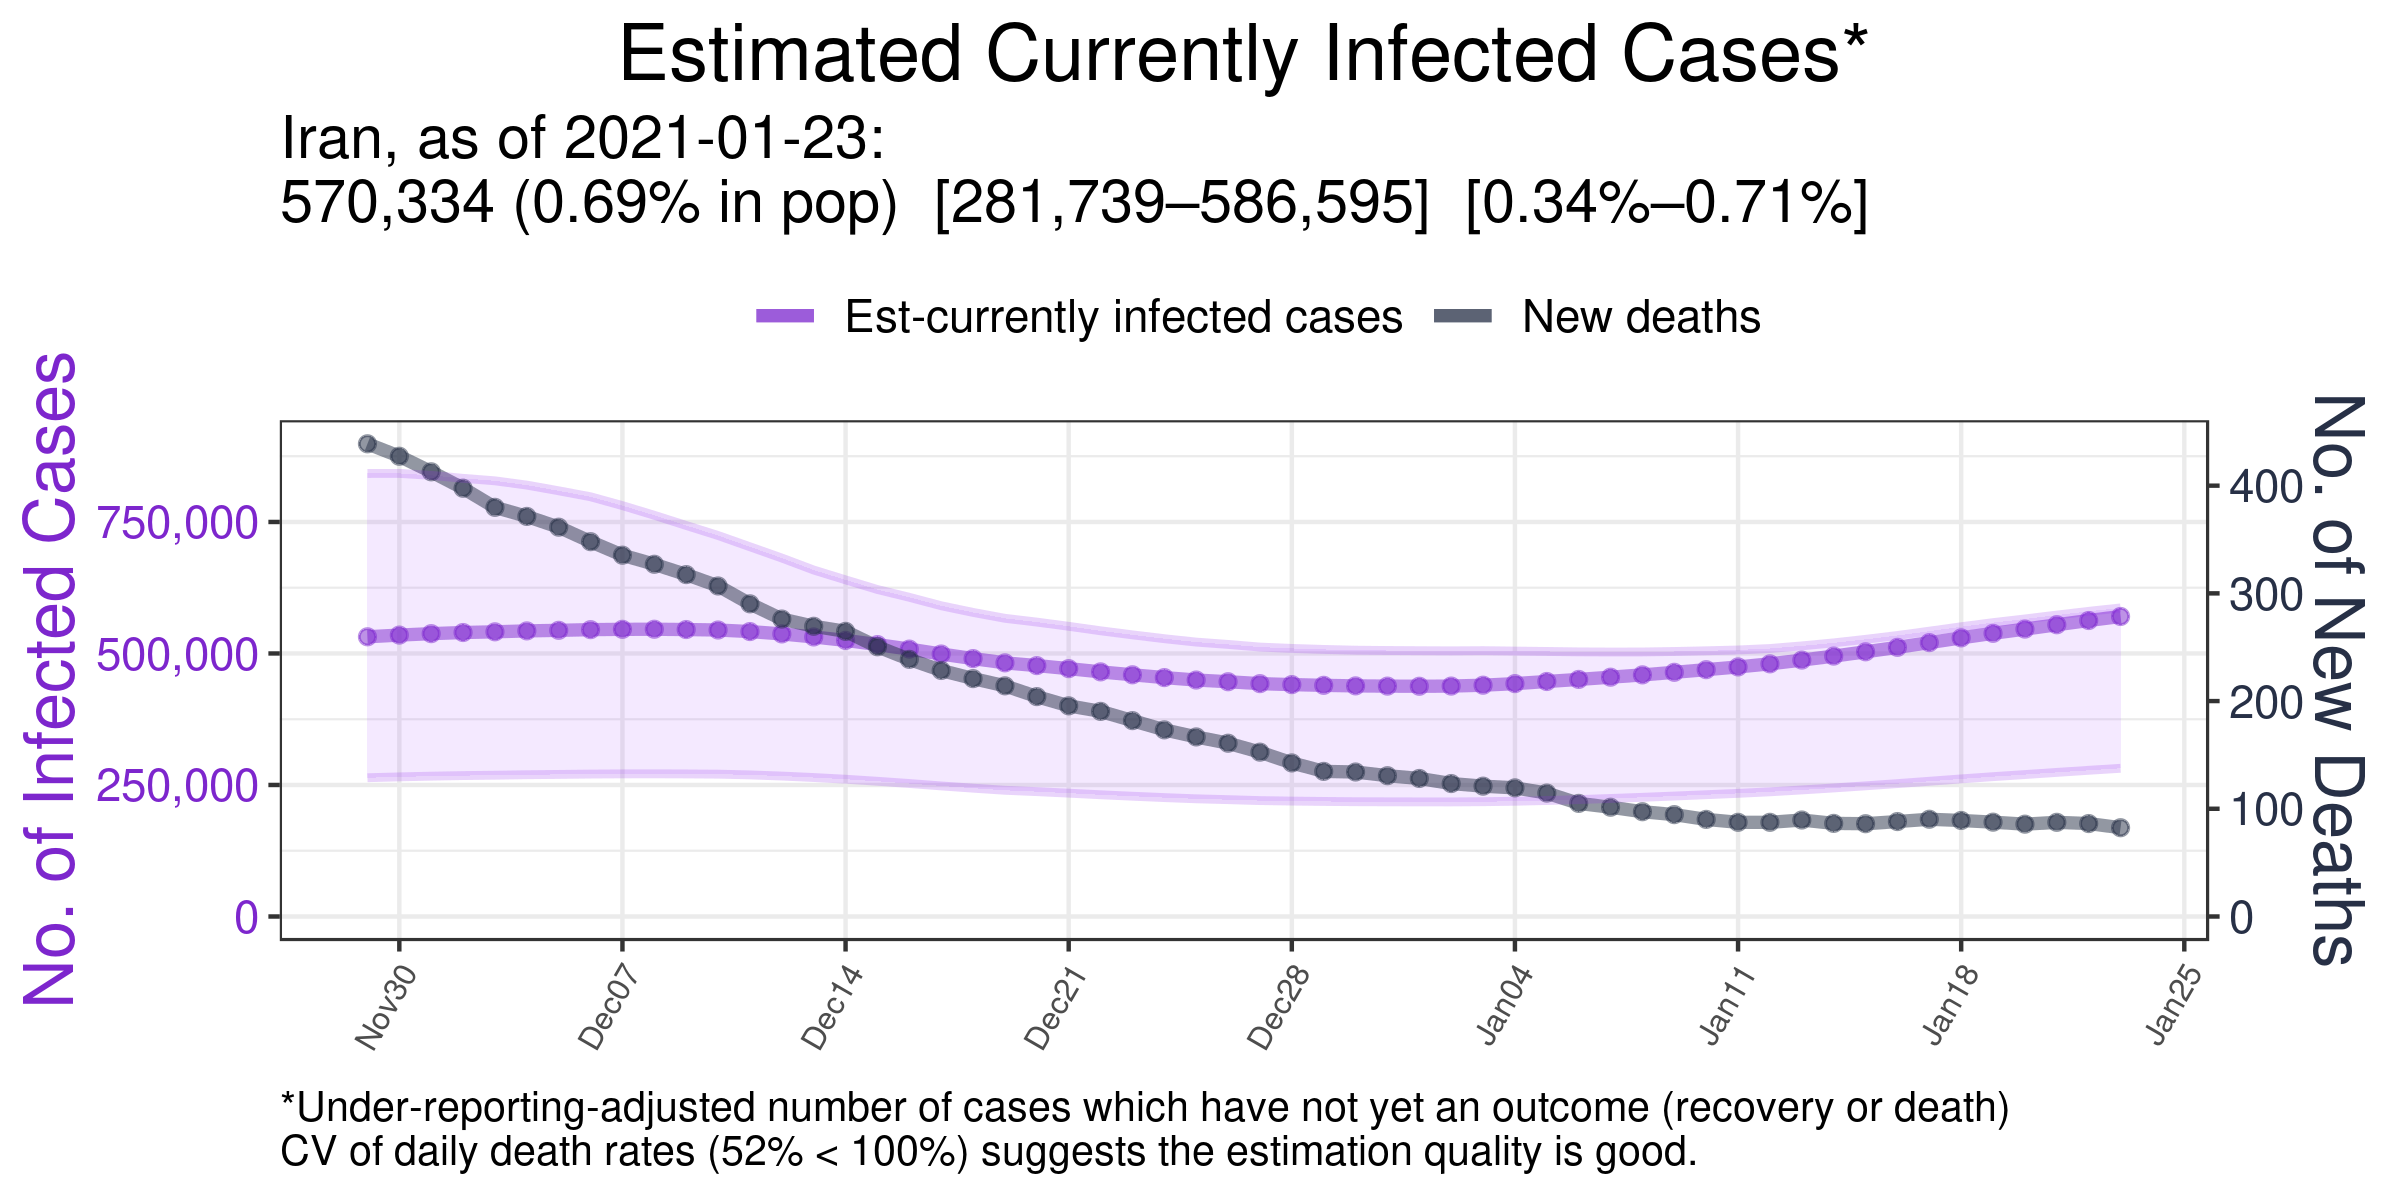 Estimated Currently Infected Cases*
Iran, as of 2021-01-23:
570,334 (0.69% in pop)  [281,739–586,595]  [0.34%–0.71%]
Est-currently infected cases
New deaths
No. of Infected Cases
750,000
500,000
250,000
0
400
300
200
100
0
No. of New Deaths
Nov30
Dec07
Dec14
Dec21
Dec28
Jan04
Jan11
Jan18
Jan25
*Under-reporting-adjusted number of cases which have not yet an outcome (recovery or death)
CV of daily death rates (52% < 100%) suggests the estimation quality is good.